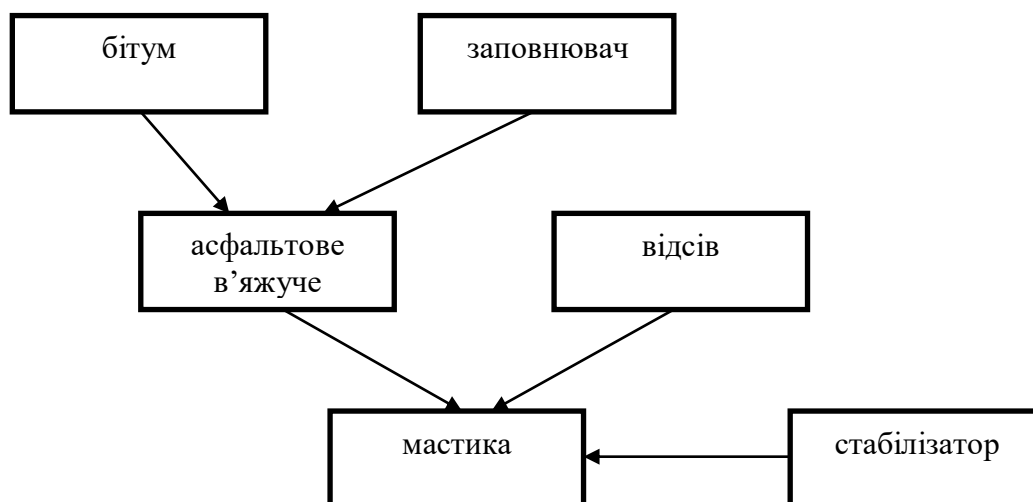 бітум
заповнювач
асфальтове
в’яжуче
відсів
мастика
стабілізатор